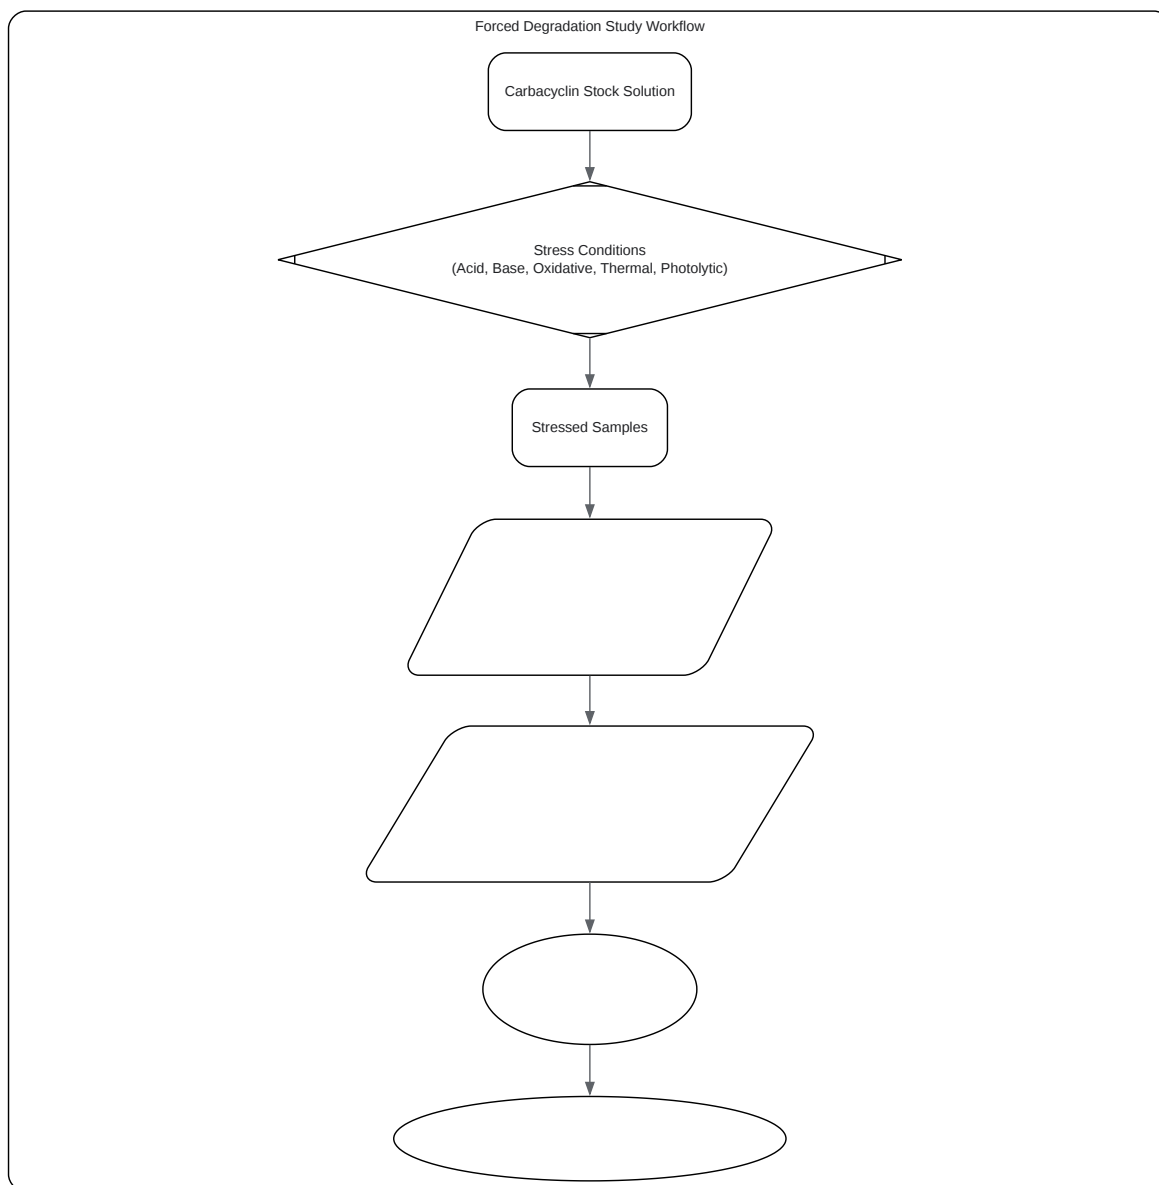 Forced Degradation Study Workflow
Carbacyclin Stock Solution
Stress Conditions
(Acid, Base, Oxidative, Thermal, Photolytic)
Stressed Samples